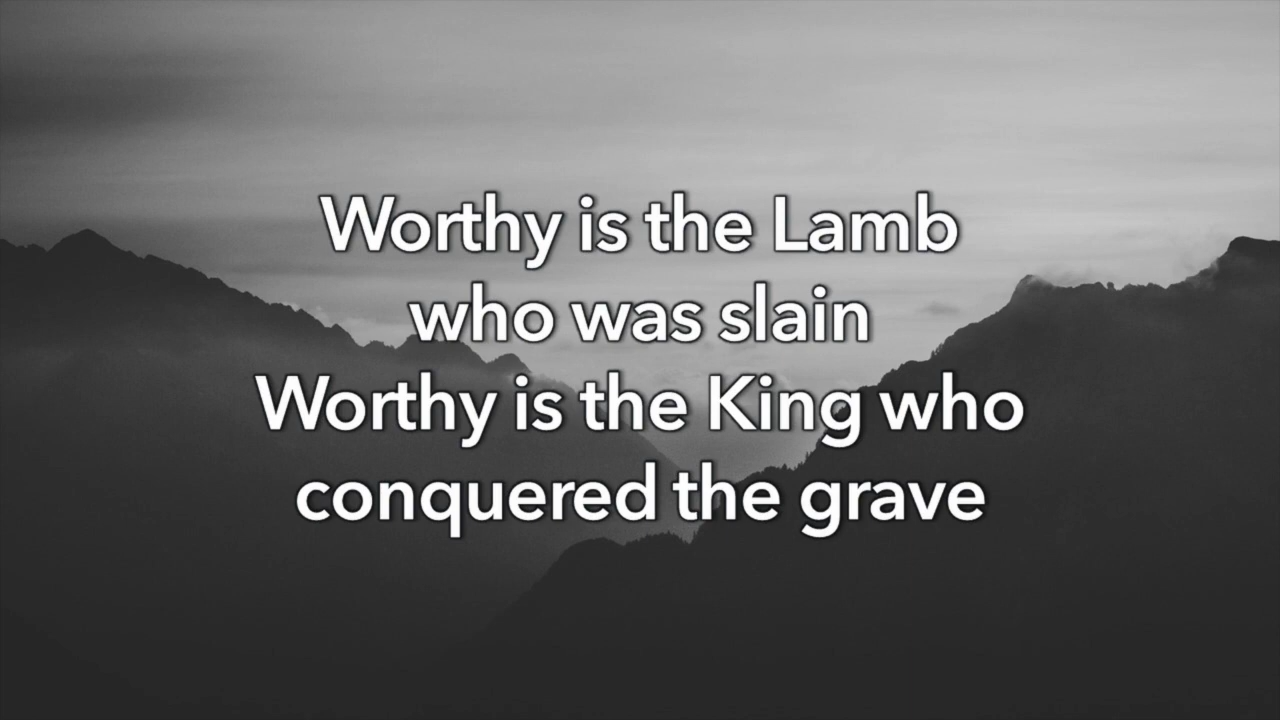 Worthy is the Lamb
who was slain
Worthy is the King who
conquered the grave